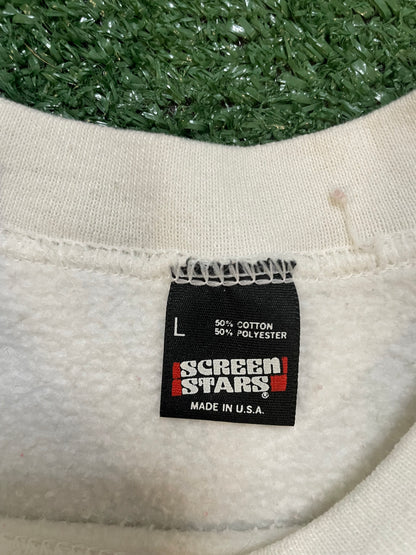 L
50% COTTON
50% POLYESTER
SCREEN
STARS®
MADE IN U.S.A.